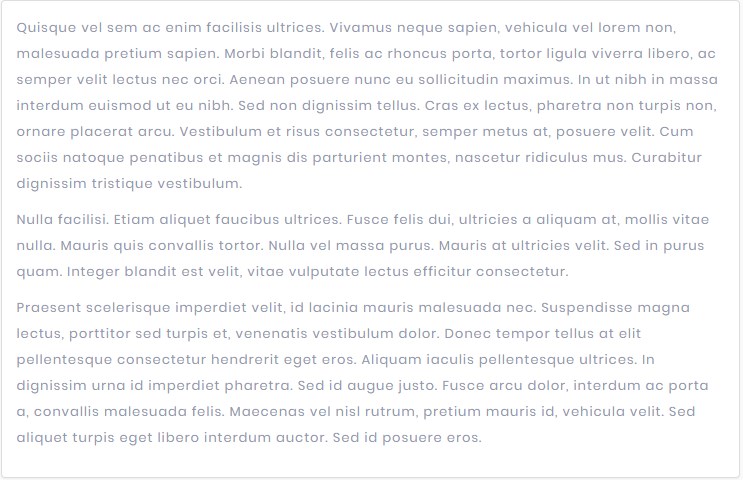 Quisque vel sem ac enim facilisis ultrices. Vivamus neque sapien, vehicula vel lorem non,
malesuada pretium sapien. Morbi blandit, felis ac rhoncus porta, tortor ligula viverra libero, ac
semper velit lectus nec orci. Aenean posuere nunc eu sollicitudin maximus. In ut nibh in massa
interdum euismod ut eu nibh. Sed non dignissim tellus. Cras ex lectus, pharetra non turpis non,
ornare placerat arcu. Vestibulum et risus consectetur, semper metus at, posuere velit. Cum
sociis natoque penatibus et magnis dis parturient montes, nascetur ridiculus mus. Curabitur
dignissim tristique vestibulum.
Nulla facilisi. Etiam aliquet faucibus ultrices. Fusce felis dui, ultricies a aliquam at, mollis vitae
nulla. Mauris quis convallis tortor. Nulla vel massa purus. Mauris at ultricies velit. Sed in purus
quam. Integer blandit est velit, vitae vulputate lectus efficitur consectetur.
Praesent scelerisque imperdiet velit, id lacinia mauris malesuada nec. Suspendisse magna
lectus, porttitor sed turpis et, venenatis vestibulum dolor. Donec tempor tellus at elit
pellentesque consectetur hendrerit eget eros. Aliquam iaculis pellentesque ultrices. In
dignissim urna id imperdiet pharetra. Sed id augue justo. Fusce arcu dolor, interdum ac porta
a, convallis malesuada felis. Maecenas vel nisl rutrum, pretium mauris id, vehicula velit. Sed
aliquet turpis eget libero interdum auctor. Sed id posuere eros.